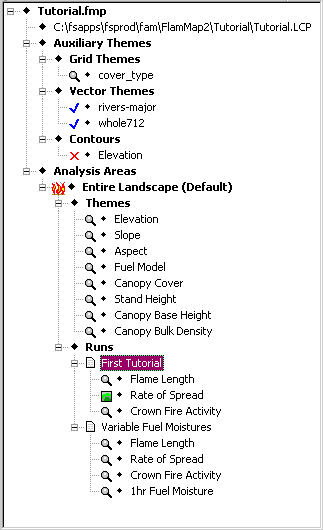 Tutorial.fmp
C:\fsapps\fsprod\fam\FlamMap2\Tutorial\Tutorial.LCP
Auxiliary Themes
Grid Themes
cover_type
Vector Themes
rivers-major
whole712
Contours
Elevation
Analysis Areas
Entire Landscape (Default)
Themes
Elevation
Slope
Aspect
Fuel Model
Canopy Cover
Stand Height
Canopy Base Height
Canopy Bulk Density
Runs
First Tutorial
Flame Length
Rate of Spread
Crown Fire Activity
Variable Fuel Moistures
Flame Length
Rate of Spread
Crown Fire Activity
1hr Fuel Moisture